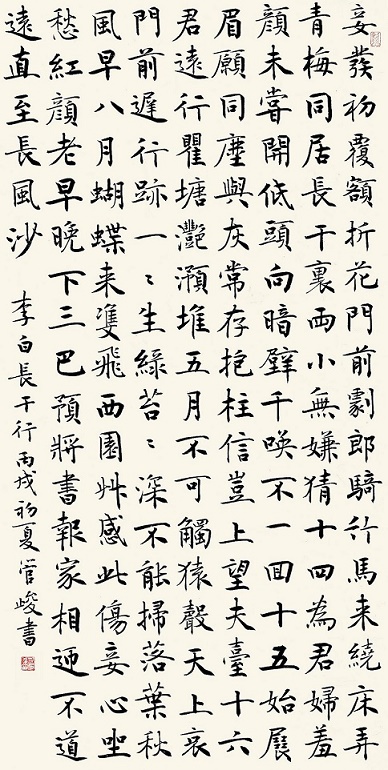 妾髮初覆額折花門前劇郎騎竹馬来繞床弄
青梅同居長干裏兩小無嫌猜十四為君婦羞
顔未嘗開低頭向暗壁千喚不一回十五始展
眉願同塵與灰常存抱柱信豈上望夫臺十六
君遠行瞿塘灎澦堆五月不可觸猿聲天上哀
門前遲行跡一〻生綠苔〻深不能掃落葉秋
風早八月蝴蝶来雙飛西園艸感此傷妾心坐
愁紅顔老早晚下三巴預將書報家相迎不道
遠直至長風沙
李白長干行丙戌初夏管峻書